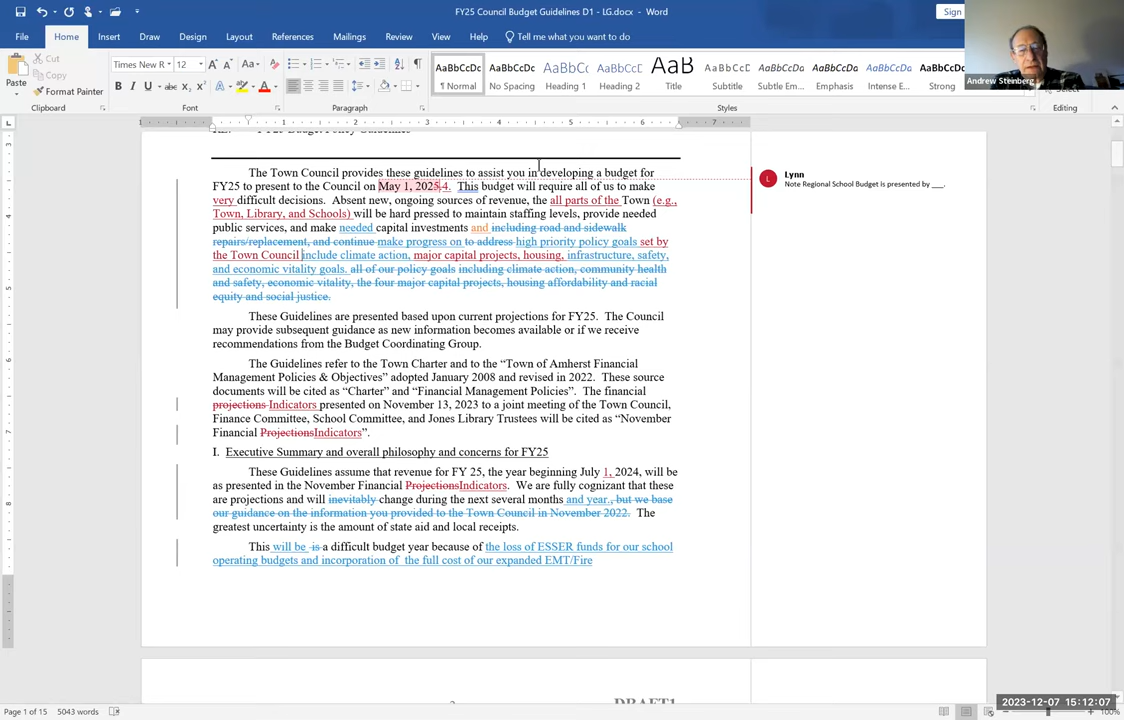 FY25 Council Budget Guidelines D1 - LG.docx - Word
Sign
File Home Insert Draw Design Layout References Mailings Review View Help Tell me what you want to do
Andrew Steinberg
Paste
Cut
Copy
Format Painter
Clipboard
Times New R 12
Font
Paragraph
AaBbCcDc AaBbCcDc AaBbCcDc AaBbCcDc AaB AaBbCcDc AaBbCcDc AaBbCcDc AaBbCcDc AaBbCcDc
¶ Normal No Spacing Heading 1 Heading 2 Title Subtitle Subtle Em... Emphasis Intense E... Strong
Styles
Select
Editing
FY25 Budget Policy Guidelines
The Town Council provides these guidelines to assist you in developing a budget for
FY25 to present to the Council on May 1, 20254. This budget will require all of us to make
very difficult decisions. Absent new, ongoing sources of revenue, the all parts of the Town (e.g.,
Town, Library, and Schools) will be hard pressed to maintain staffing levels, provide needed
public services, and make needed capital investments and including road and sidewalk
repairs/replacement, and continue make progress on to address high priority policy goals set by
the Town Council include climate action, major capital projects, housing, infrastructure, safety,
and economic vitality goals. all of our policy goals including climate action, community health
and safety, economic vitality, the four major capital projects, housing affordability and racial
equity and social justice.
These Guidelines are presented based upon current projections for FY25. The Council
may provide subsequent guidance as new information becomes available or if we receive
recommendations from the Budget Coordinating Group.
The Guidelines refer to the Town Charter and to the “Town of Amherst Financial
Management Policies & Objectives” adopted January 2008 and revised in 2022. These source
documents will be cited as “Charter” and “Financial Management Policies”. The financial
projections Indicators presented on November 13, 2023 to a joint meeting of the Town Council,
Finance Committee, School Committee, and Jones Library Trustees will be cited as “November
Financial ProjectionsIndicators”.
I. Executive Summary and overall philosophy and concerns for FY25
These Guidelines assume that revenue for FY 25, the year beginning July 1, 2024, will be
as presented in the November Financial ProjectionsIndicators. We are fully cognizant that these
are projections and will inevitably change during the next several months and year., but we base
our guidance on the information you provided to the Town Council in November 2022. The
greatest uncertainty is the amount of state aid and local receipts.
This will be is a difficult budget year because of the loss of ESSER funds for our school
operating budgets and incorporation of the full cost of our expanded EMT/Fire
Lynn
Note Regional School Budget is presented by ___.
2
DRAFT1
Page 1 of 15 5043 words
2023-12-07 15:12:07
100%